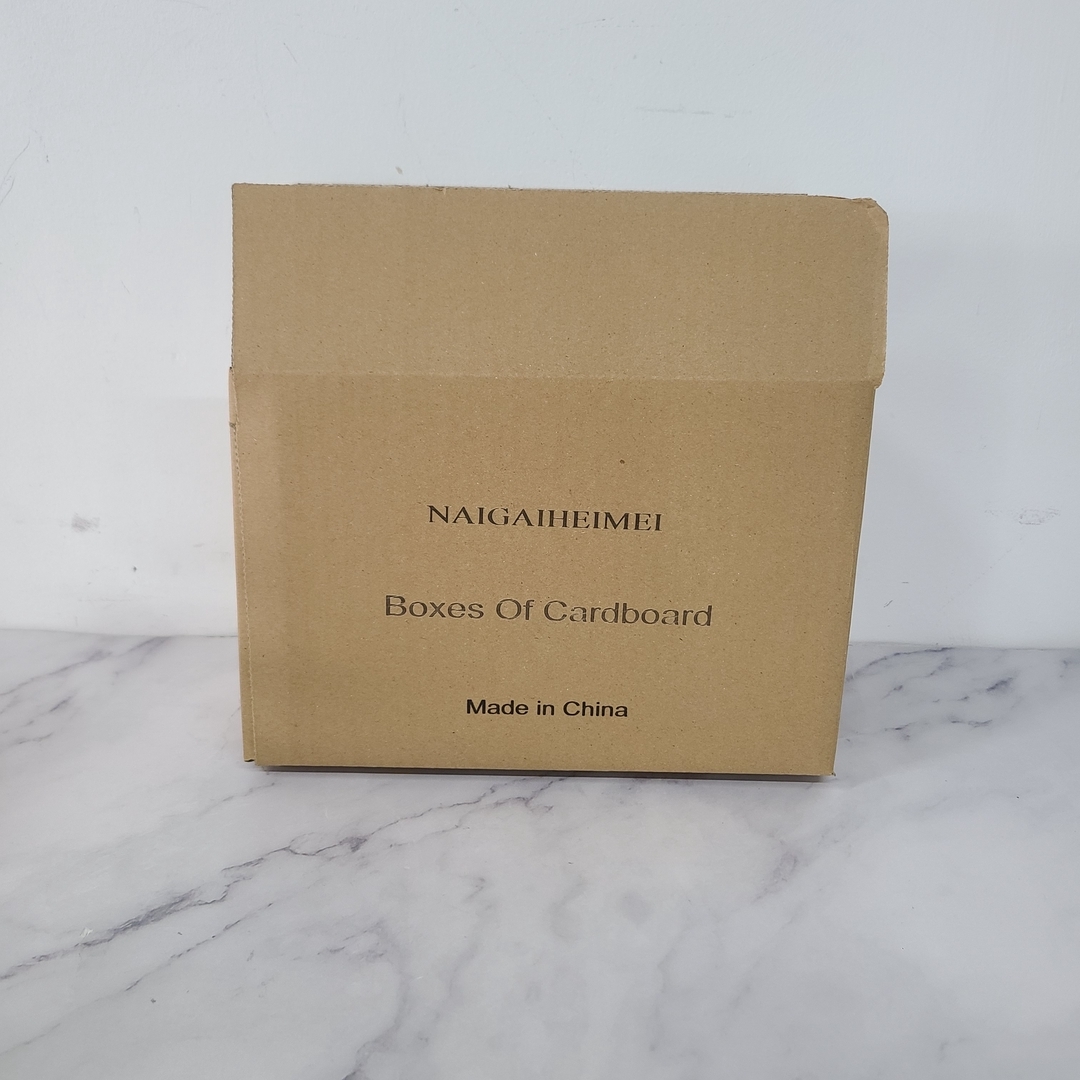 NAIGAIHEIMEI
Boxes Of Cardboard
Made in China